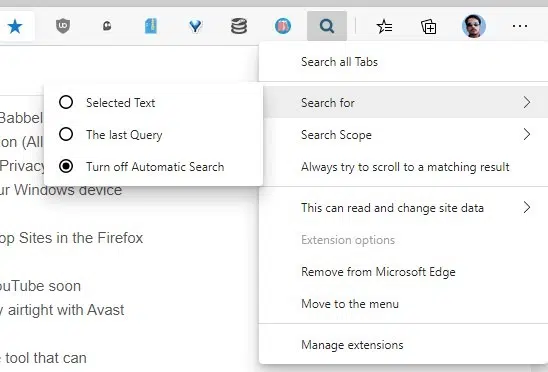 Search all Tabs
Search for
Search Scope
Always try to scroll to a matching result
This can read and change site data
Extension options
Remove from Microsoft Edge
Move to the menu
Manage extensions
Selected Text
The last Query
Turn off Automatic Search
Babbel
on (All
Privacy
ur Windows device
op Sites in the Firefox
ouTube soon
y airtight with Avast
e tool that can